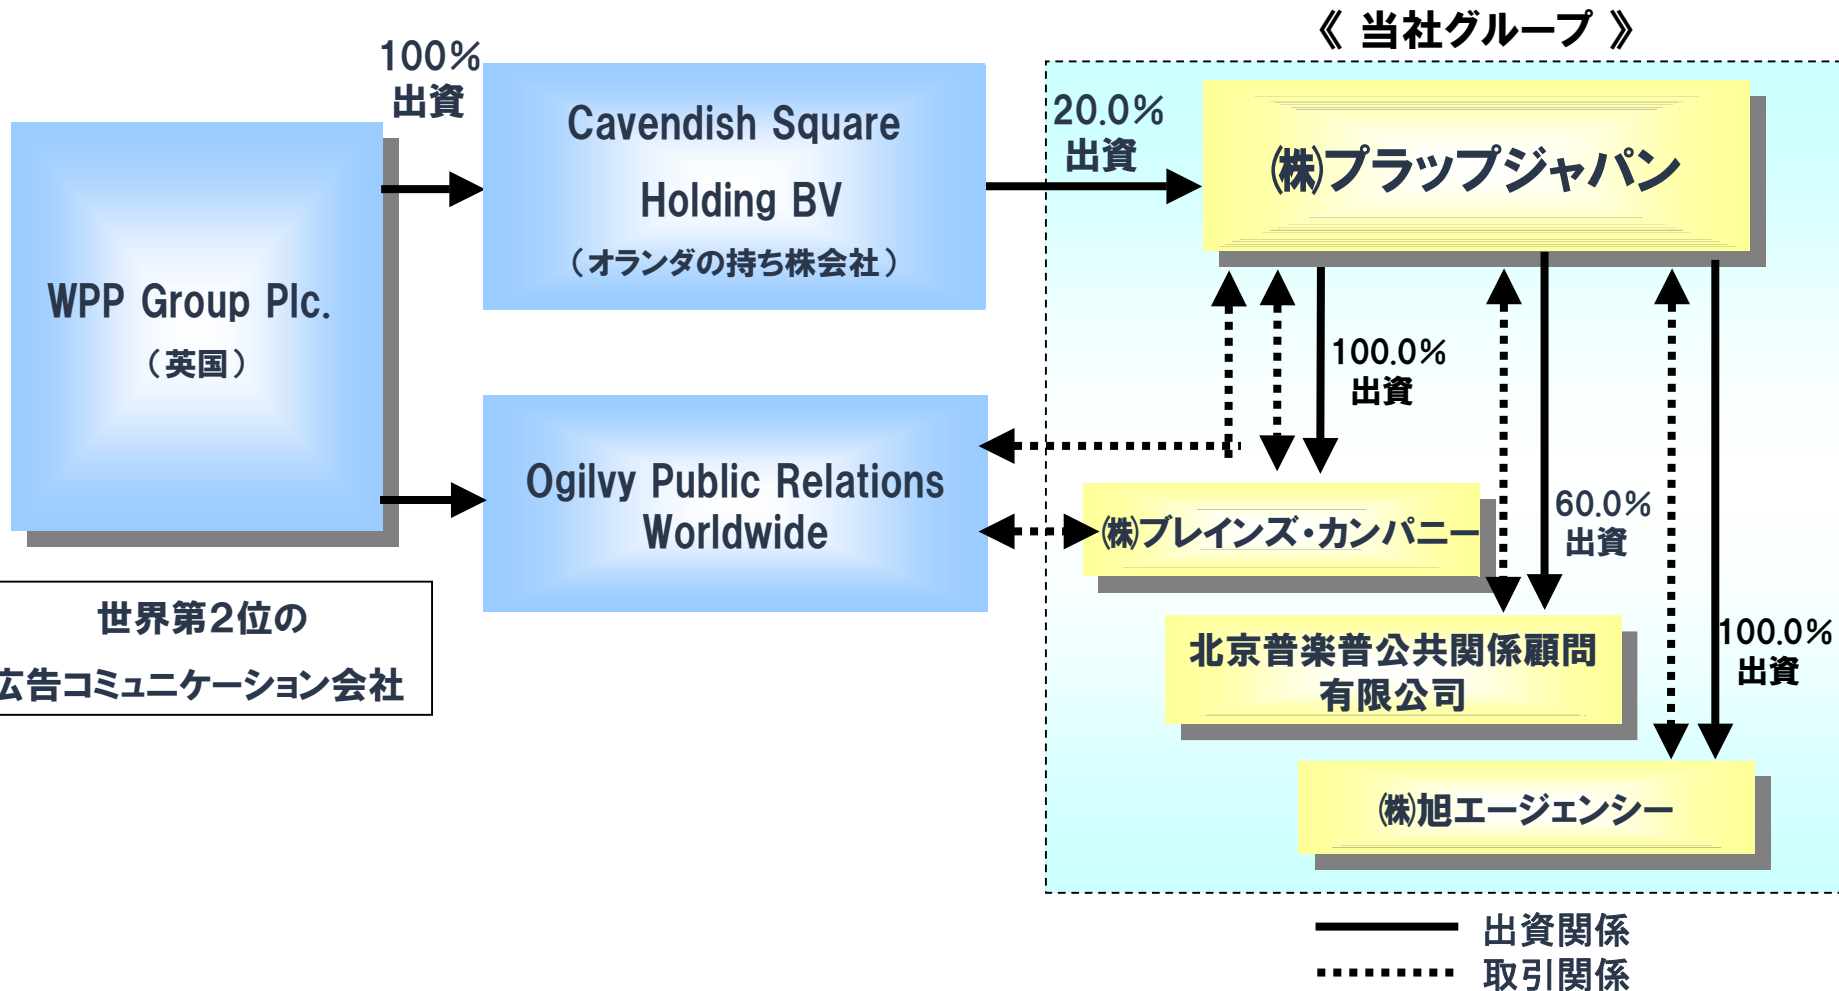 《 当社グループ 》
100%
出資
Cavendish Square
Holding BV
（オランダの持ち株会社）
20.0%
出資
㈱プラップジャパン
WPP Group Plc.
（英国）
100.0%
出資
Ogilvy Public Relations
Worldwide
㈱ブレインズ・カンパニー
60.0%
出資
世界第2位の
広告コミュニケーション会社
北京普楽普公共関係顧問
有限公司
100.0%
出資
㈱旭エージェンシー
出資関係
取引関係